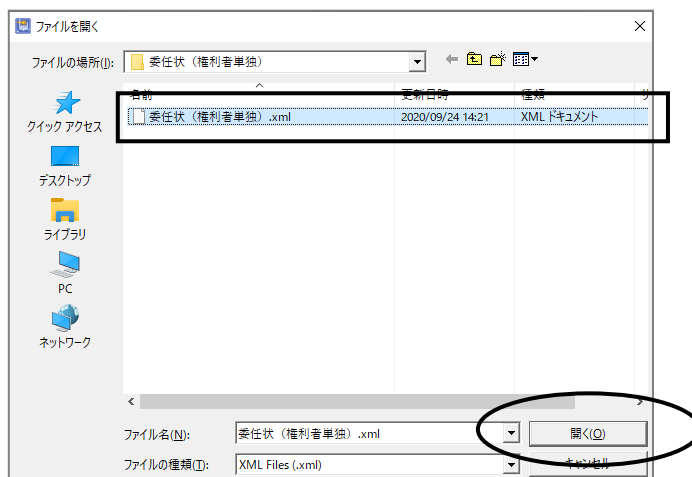 ファイルを開く
ファイルの場所(I):
委任状（権利者単独）
名前
更新日時
種類
クイック アクセス
委任状（権利者単独）.xml
2020/09/24 14:21
XML ドキュメント
デスクトップ
ライブラリ
PC
ネットワーク
ファイル名(N):
委任状（権利者単独）.xml
開く(O)
ファイルの種類(T):
XML Files (.xml)
キャンセル